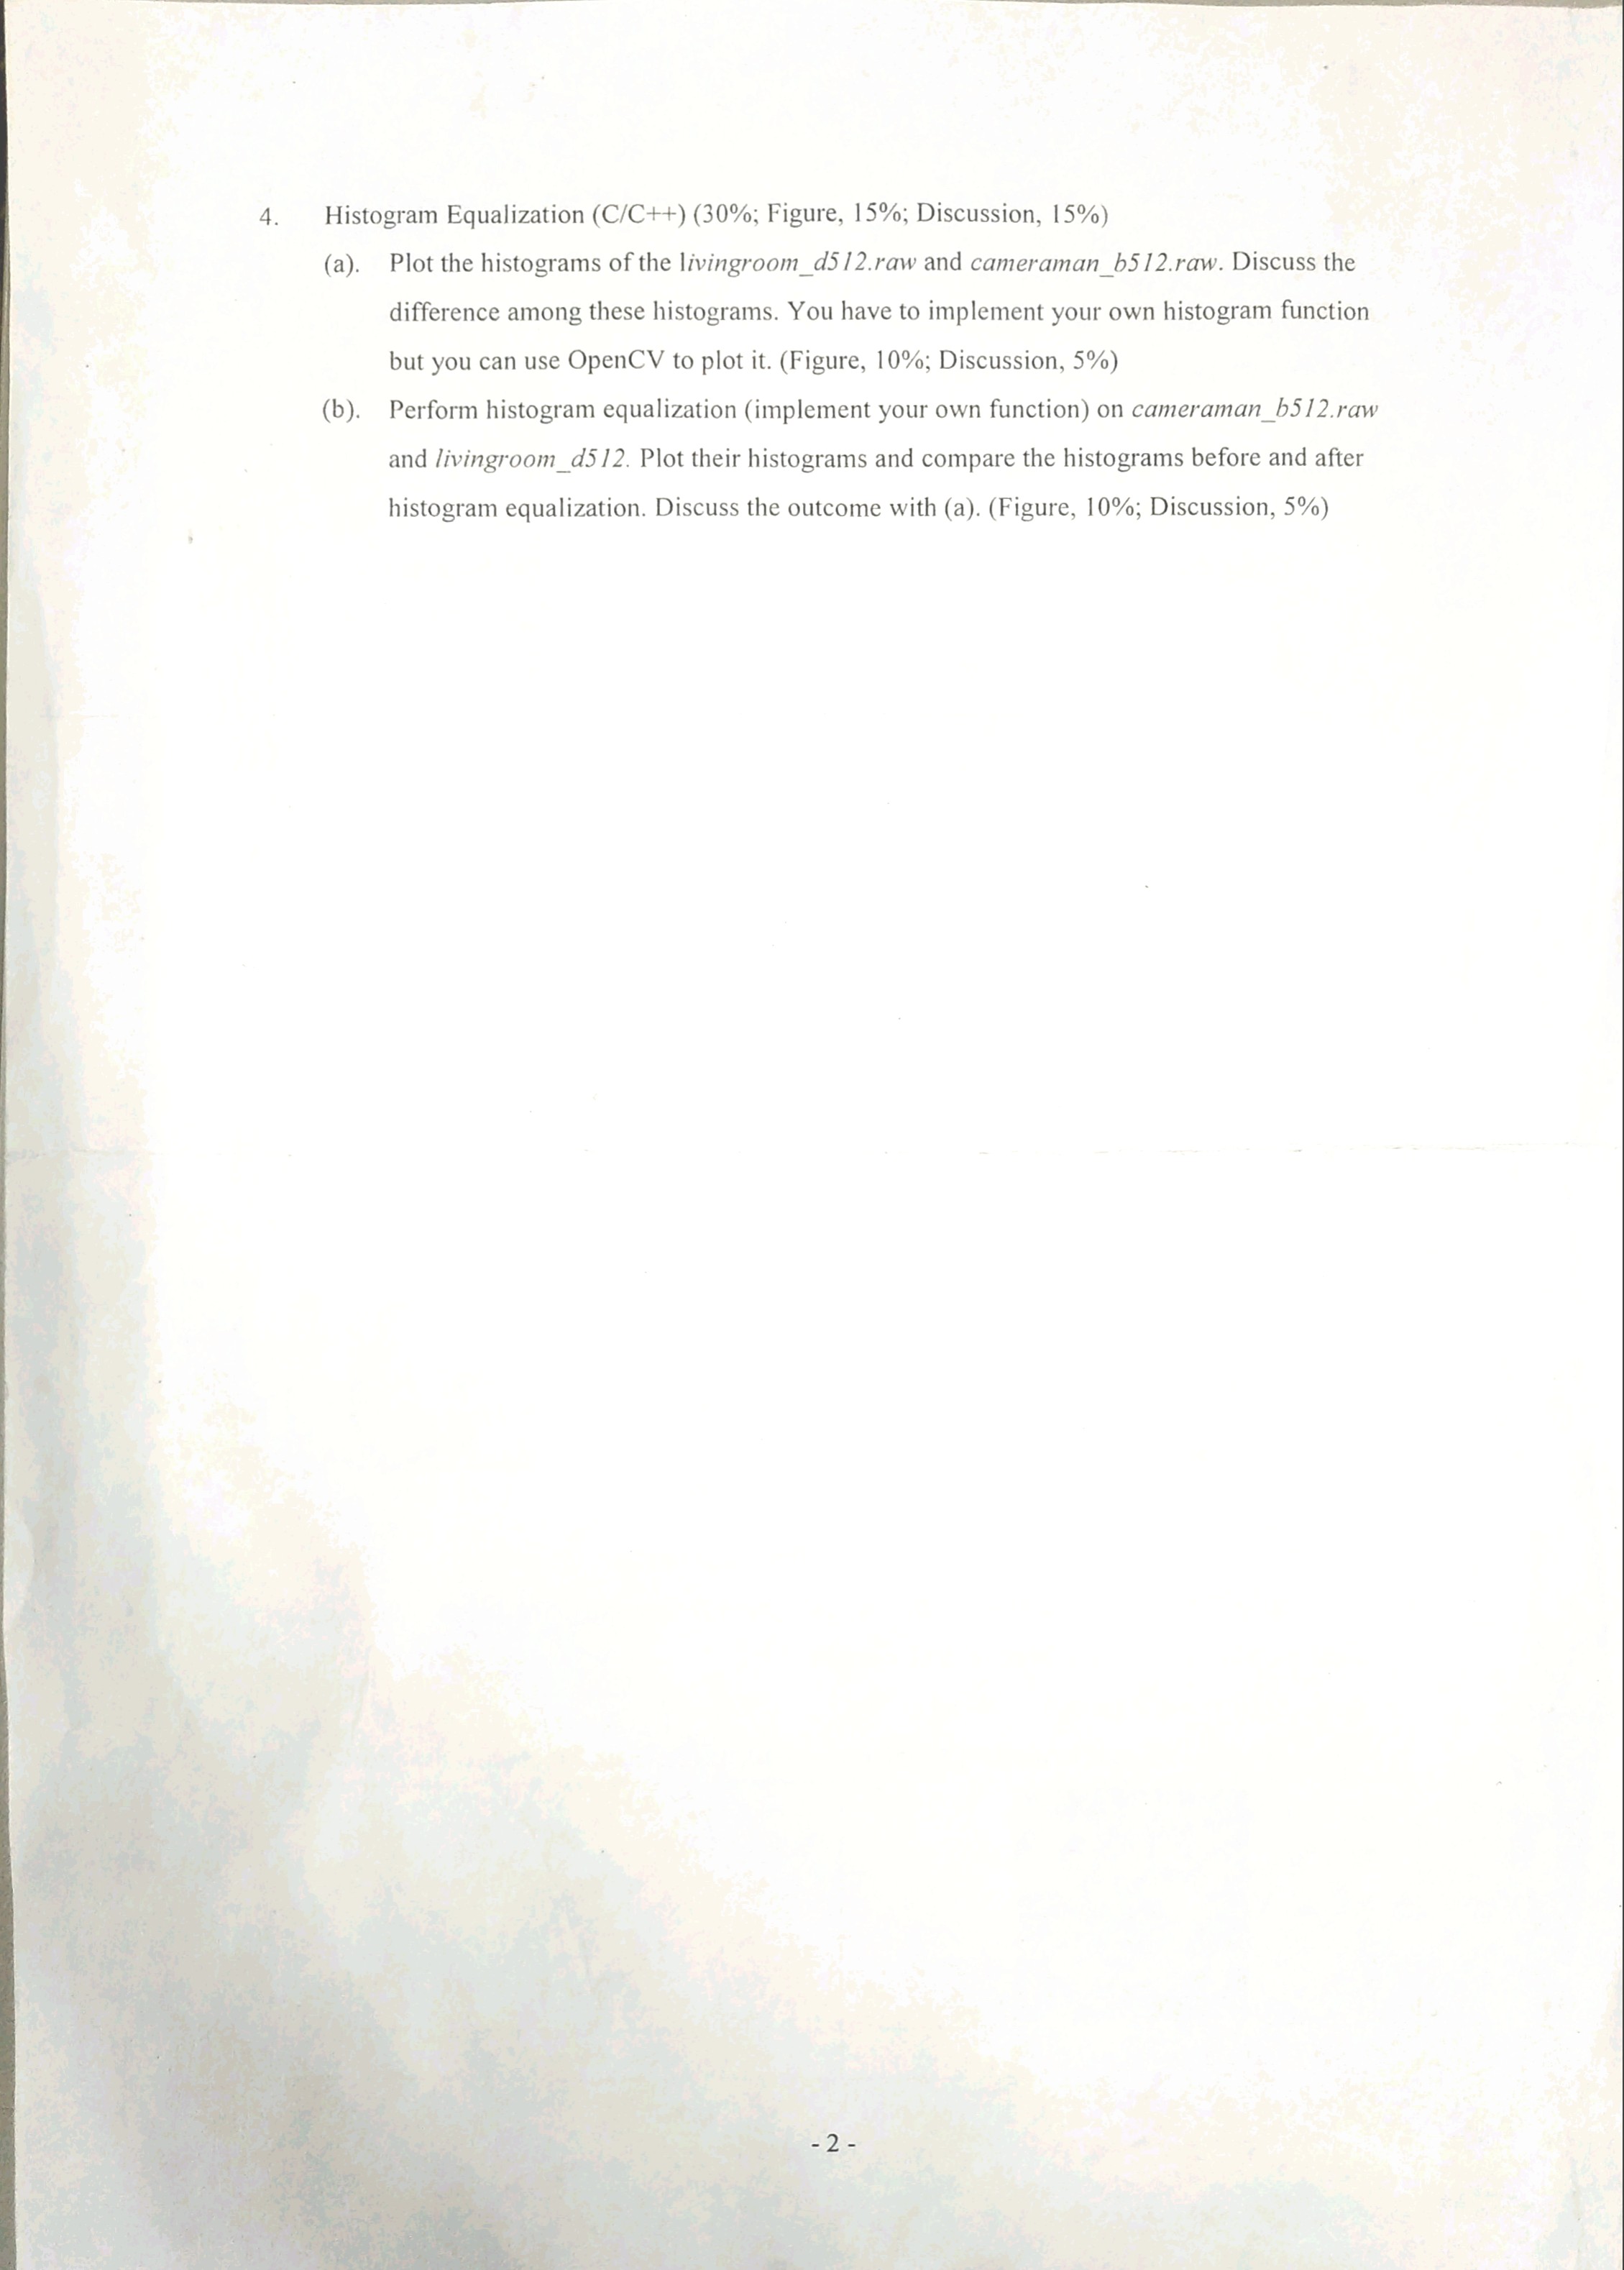 4. Histogram Equalization (C/C++) (30%; Figure, 15%; Discussion, 15%)
(a). Plot the histograms of the livingroom_d512.raw and cameraman_b512.raw. Discuss the
difference among these histograms. You have to implement your own histogram function
but you can use OpenCV to plot it. (Figure, 10%; Discussion, 5%)
(b). Perform histogram equalization (implement your own function) on cameraman_b512.raw
and livingroom_d512. Plot their histograms and compare the histograms before and after
histogram equalization. Discuss the outcome with (a). (Figure, 10%; Discussion, 5%)
- 2 -